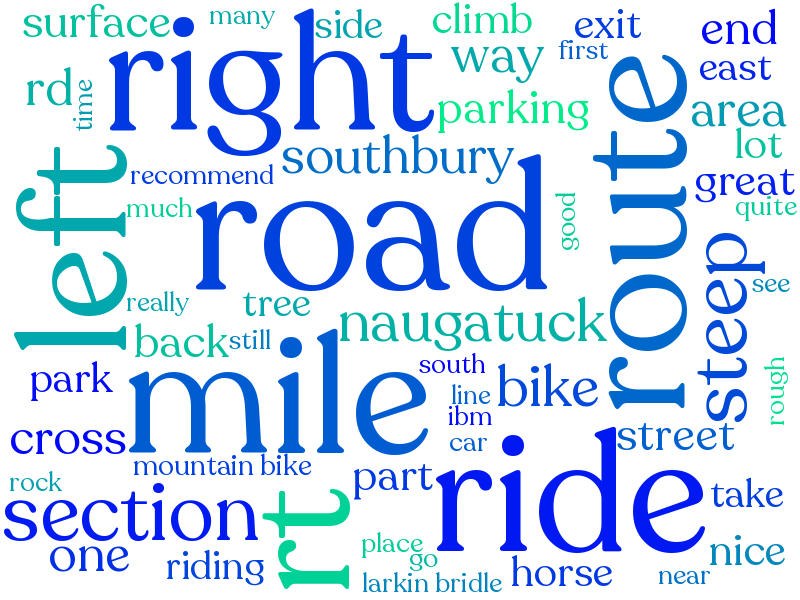 surface
many
side
climb
exit
end
right
way
first
east
rd
time
parking
route
area
lot
left
recommend
southbury
great
much
road
good
quite
really
tree
naugatuck
steep
see
back
still
park
mile
south
bike
rough
line
ibm
cross
car
street
mountain bike
rock
part
ride
take
section
rt
one
riding
place
go
nice
larkin bridle
horse
near